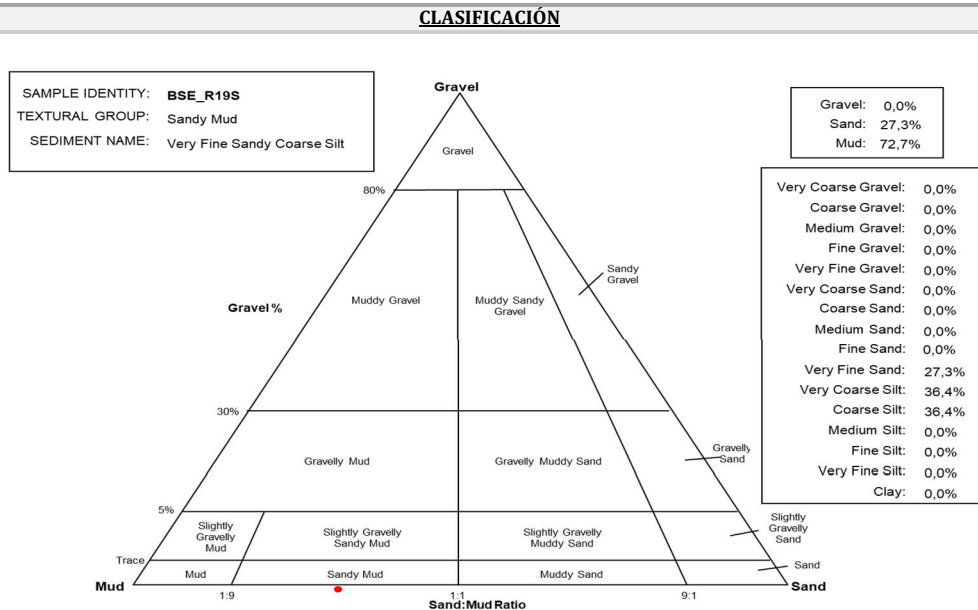 CLASIFICACIÓN
SAMPLE IDENTITY: BSE_R19S
TEXTURAL GROUP: Sandy Mud
SEDIMENT NAME: Very Fine Sandy Coarse Silt
Gravel
Gravel
80%
Gravel: 0,0%
Sand: 27,3%
Mud: 72,7%
Very Coarse Gravel: 0,0%
Coarse Gravel: 0,0%
Medium Gravel: 0,0%
Fine Gravel: 0,0%
Very Fine Gravel: 0,0%
Very Coarse Sand: 0,0%
Coarse Sand: 0,0%
Medium Sand: 0,0%
Fine Sand: 0,0%
Very Fine Sand: 27,3%
Very Coarse Silt: 36,4%
Coarse Silt: 36,4%
Medium Silt: 0,0%
Fine Silt: 0,0%
Very Fine Silt: 0,0%
Clay: 0,0%
Sandy
Gravel
Muddy Gravel
Muddy Sandy
Gravel
Gravel %
30%
Gravelly Mud
Gravelly Muddy Sand
Gravelly
Sand
5%
Slightly
Gravelly
Mud
Slightly Gravelly
Sandy Mud
Slightly Gravelly
Muddy Sand
Slightly
Gravelly
Sand
Trace
Mud
Sandy Mud
Muddy Sand
Sand
Mud
Sand
1:9
1:1
9:1
Sand:Mud Ratio